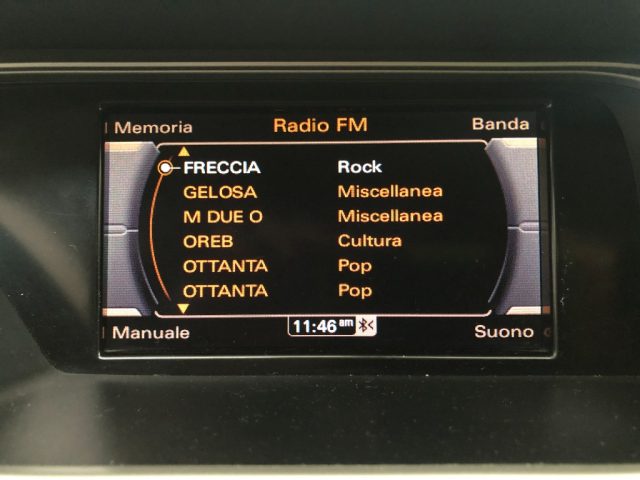 Memoria Radio FM Banda
FRECCIA Rock
GELOSA Miscellanea
M DUE O Miscellanea
OREB Cultura
OTTANTA Pop
OTTANTA Pop
11:46 am
Manuale Suono